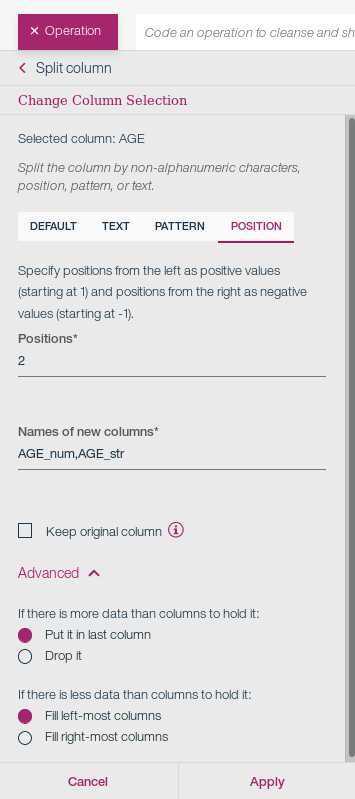 × Operation
Code an operation to cleanse and sh
Split column
Change Column Selection
Selected column: AGE
Split the column by non-alphanumeric characters,
position, pattern, or text.
DEFAULT TEXT PATTERN POSITION
Specify positions from the left as positive values
(starting at 1) and positions from the right as negative
values (starting at -1).
Positions*
2
Names of new columns*
AGE_num,AGE_str
Keep original column
Advanced
If there is more data than columns to hold it:
Put it in last column
Drop it
If there is less data than columns to hold it:
Fill left-most columns
Fill right-most columns
Cancel Apply